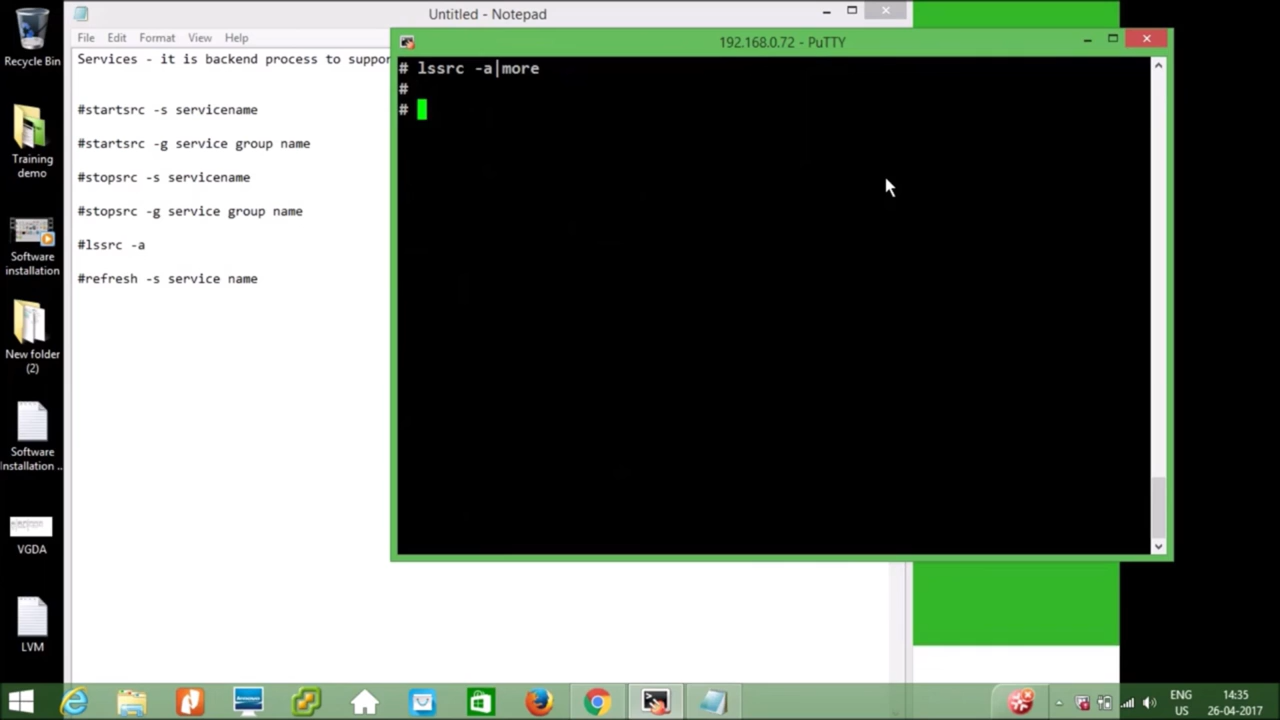 Untitled - Notepad
File Edit Format View Help
Services - it is backend process to suppor
#startsrc -s servicename
#startsrc -g service group name
#stopsrc -s servicename
#stopsrc -g service group name
#lssrc -a
#refresh -s service name
192.168.0.72 - PuTTY
# lssrc -a|more
#
#
Recycle Bin
Training
demo
Software
installation
New folder
(2)
Software
Installation ..
VGDA
LVM
ENG
US
14:35
26-04-2017